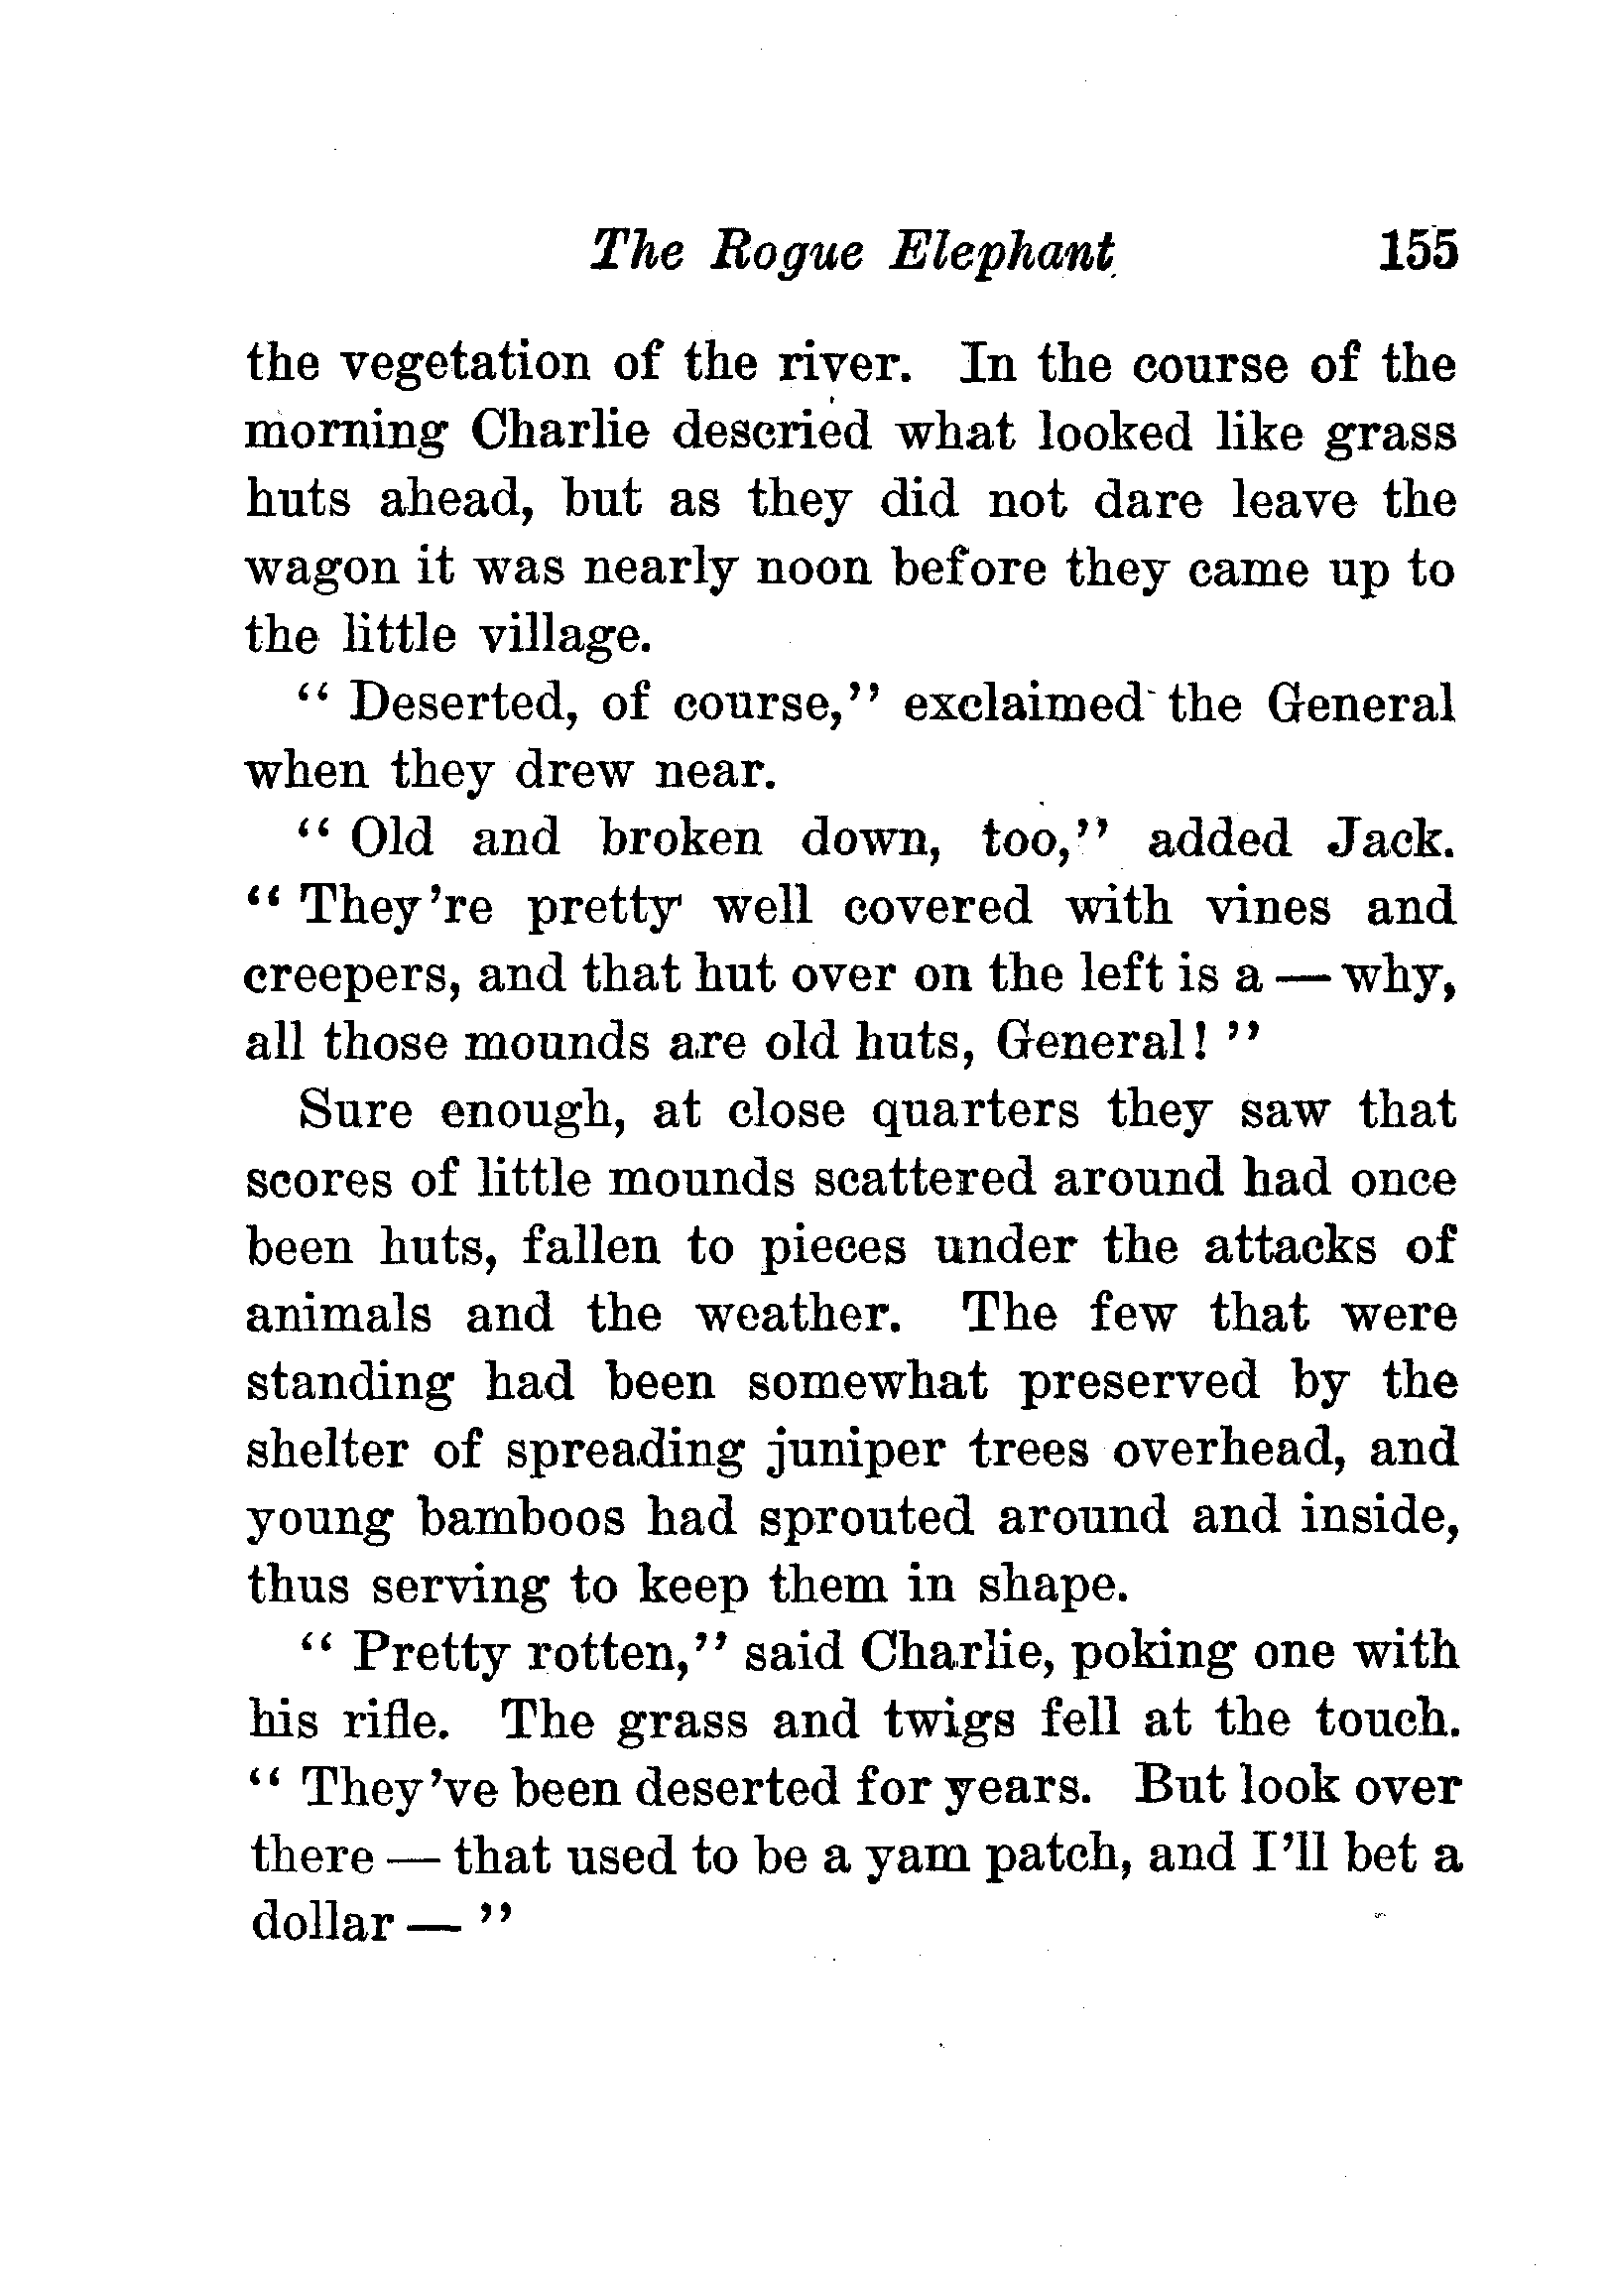 The Rogue Elephant 155
the vegetation of the river. In the course of the
morning Charlie descried what looked like grass
huts ahead, but as they did not dare leave the
wagon it was nearly noon before they came up to
the little village.
" Deserted, of course," exclaimed the General
when they drew near.
" Old and broken down, too," added Jack.
" They're pretty well covered with vines and
creepers, and that hut over on the left is a — why,
all those mounds are old huts, General! "
Sure enough, at close quarters they saw that
scores of little mounds scattered around had once
been huts, fallen to pieces under the attacks of
animals and the weather. The few that were
standing had been somewhat preserved by the
shelter of spreading juniper trees overhead, and
young bamboos had sprouted around and inside,
thus serving to keep them in shape.
" Pretty rotten," said Charlie, poking one with
his rifle. The grass and twigs fell at the touch.
" They've been deserted for years. But look over
there — that used to be a yam patch, and I'll bet a
dollar — "